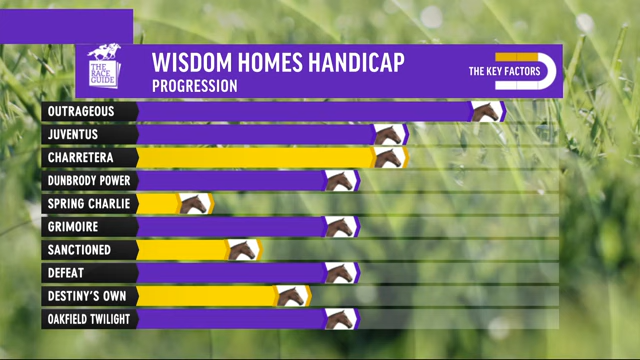 THE
RACE
GUIDE
WISDOM HOMES HANDICAP
PROGRESSION
THE KEY FACTORS
OUTRAGEOUS
JUVENTUS
CHARRETERA
DUNBRODY POWER
SPRING CHARLIE
GRIMOIRE
SANCTIONED
DEFEAT
DESTINY'S OWN
OAKFIELD TWILIGHT